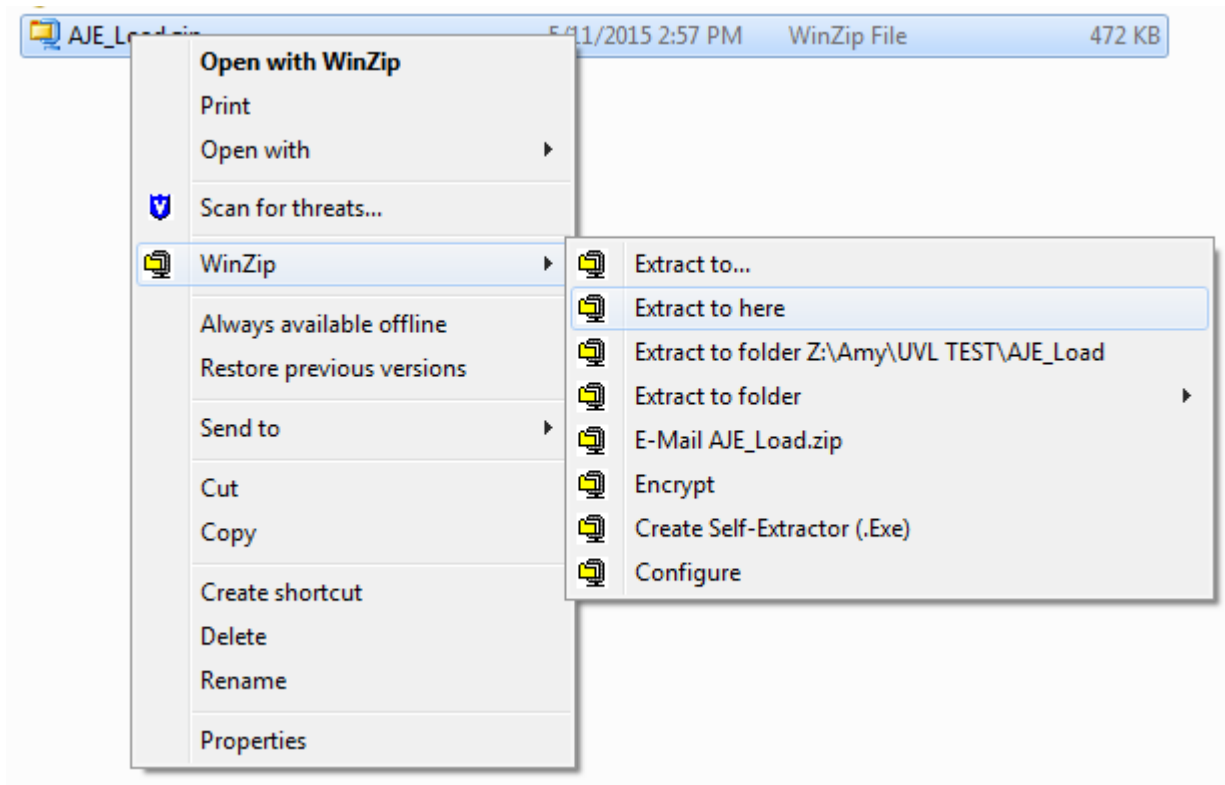 AJE_Load.zip 5/11/2015 2:57 PM WinZip File 472 KB
Open with WinZip
Print
Open with
Scan for threats...
WinZip
Always available offline
Restore previous versions
Send to
Cut
Copy
Create shortcut
Delete
Rename
Properties
Extract to...
Extract to here
Extract to folder Z:\Amy\UVL TEST\AJE_Load
Extract to folder
E-Mail AJE_Load.zip
Encrypt
Create Self-Extractor (.Exe)
Configure